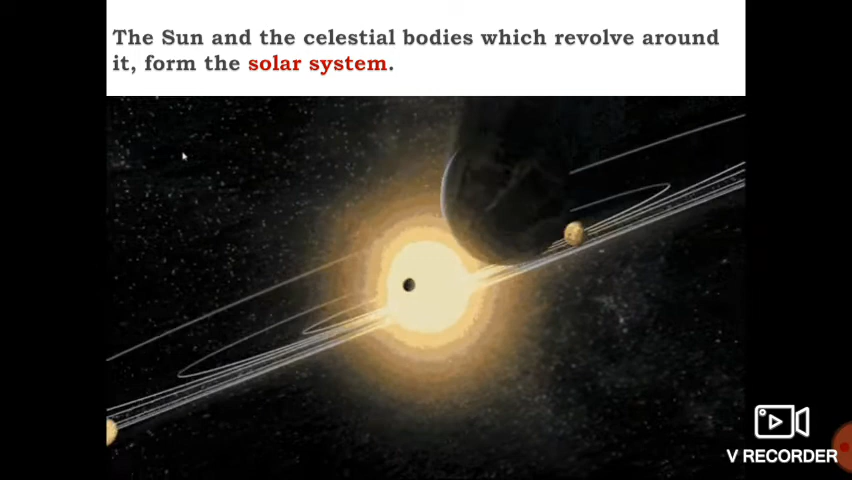 The Sun and the celestial bodies which revolve around
it, form the solar system.
V RECORDER